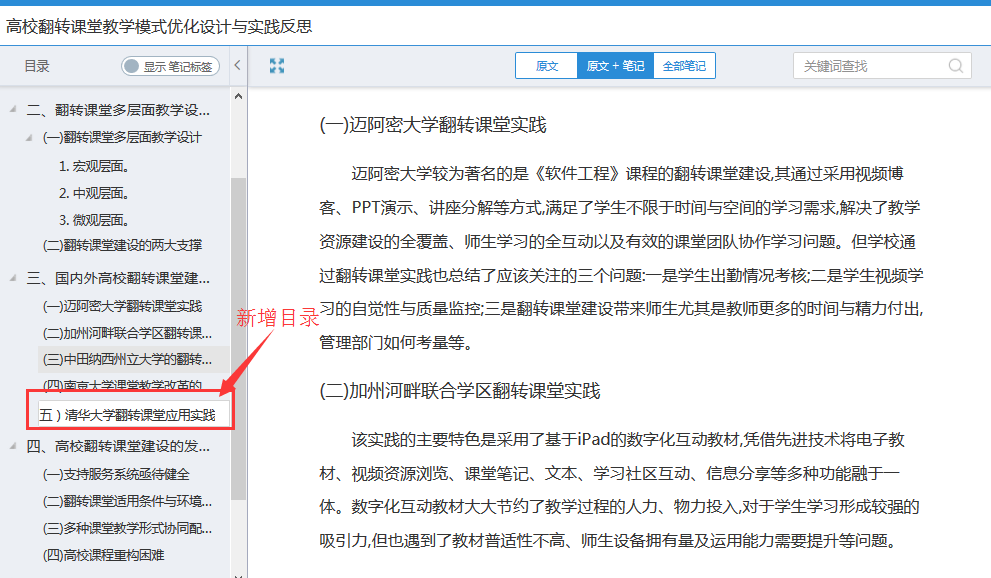 高校翻转课堂教学模式优化设计与实践反思
目录
显示 笔记标签
原文
原文 + 笔记
全部笔记
关键词查找
二、翻转课堂多层面教学设...
(一)翻转课堂多层面教学设计
1. 宏观层面。
2. 中观层面。
3. 微观层面。
(二)翻转课堂建设的两大支撑
三、国内外高校翻转课堂建...
(一)迈阿密大学翻转课堂实践
(二)加州河畔联合学区翻转课...
(三)中田纳西州立大学的翻转...
(四)南京大学课堂教学改革的...
五）清华大学翻转课堂应用实践
四、高校翻转课堂建设的发...
(一)支持服务系统亟待健全
(二)翻转课堂适用条件与环境...
(三)多种课堂教学形式协同配...
(四)高校课程重构困难
新增目录
(一)迈阿密大学翻转课堂实践
迈阿密大学较为著名的是《软件工程》课程的翻转课堂建设,其通过采用视频博
客、PPT演示、讲座分解等方式,满足了学生不限于时间与空间的学习需求,解决了教学
资源建设的全覆盖、师生学习的全互动以及有效的课堂团队协作学习问题。但学校通
过翻转课堂实践也总结了应该关注的三个问题:一是学生出勤情况考核;二是学生视频学
习的自觉性与质量监控;三是翻转课堂建设带来师生尤其是教师更多的时间与精力付出,
管理部门如何考量等。
(二)加州河畔联合学区翻转课堂实践
该实践的主要特色是采用了基于iPad的数字化互动教材,凭借先进技术将电子教
材、视频资源浏览、课堂笔记、文本、学习社区互动、信息分享等多种功能融于一
体。数字化互动教材大大节约了教学过程的人力、物力投入,对于学生学习形成较强的
吸引力,但也遇到了教材普适性不高、师生设备拥有量及运用能力需要提升等问题。